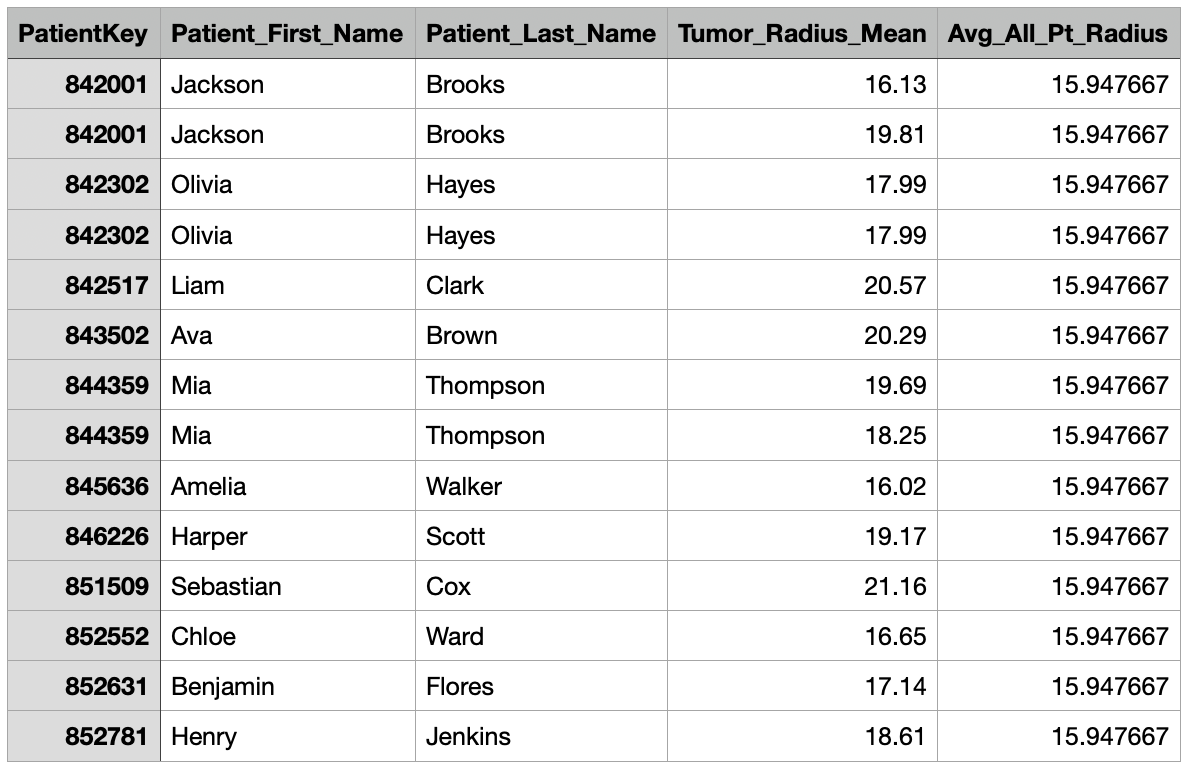 PatientKey Patient_First_Name Patient_Last_Name Tumor_Radius_Mean Avg_All_Pt_Radius
842001 Jackson Brooks 16.13 15.947667
842001 Jackson Brooks 19.81 15.947667
842302 Olivia Hayes 17.99 15.947667
842302 Olivia Hayes 17.99 15.947667
842517 Liam Clark 20.57 15.947667
843502 Ava Brown 20.29 15.947667
844359 Mia Thompson 19.69 15.947667
844359 Mia Thompson 18.25 15.947667
845636 Amelia Walker 16.02 15.947667
846226 Harper Scott 19.17 15.947667
851509 Sebastian Cox 21.16 15.947667
852552 Chloe Ward 16.65 15.947667
852631 Benjamin Flores 17.14 15.947667
852781 Henry Jenkins 18.61 15.947667